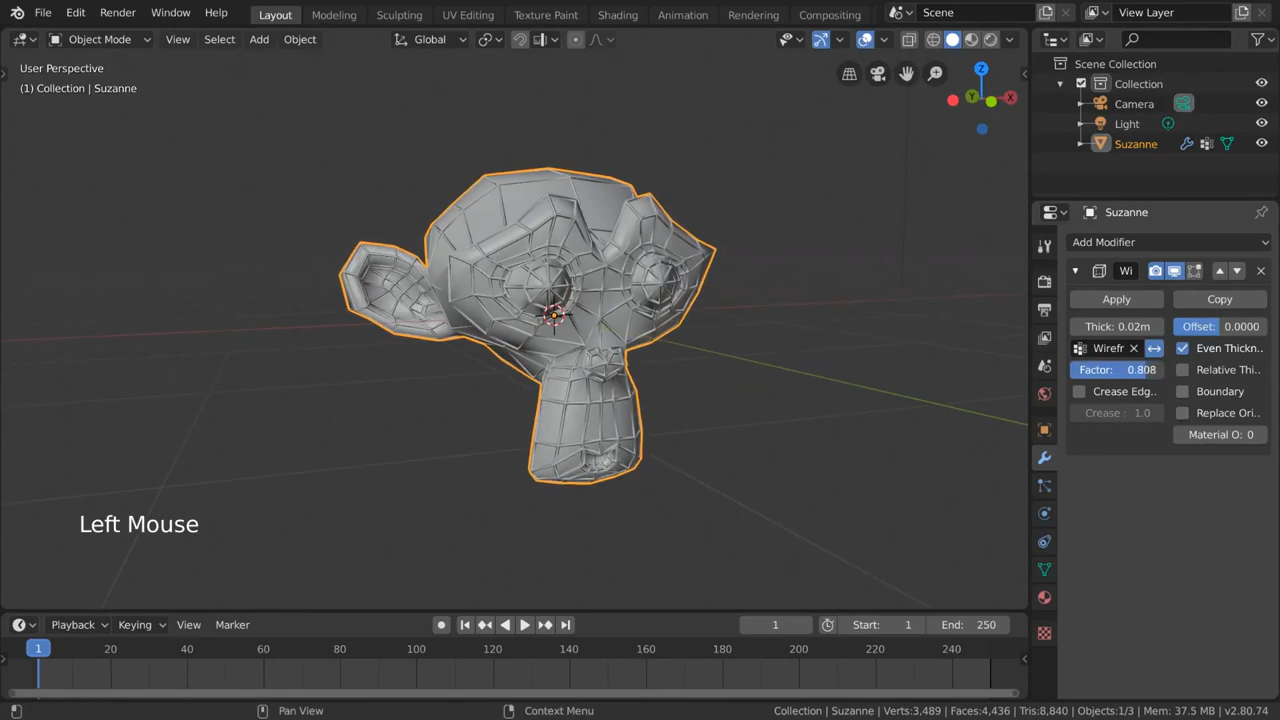 File Edit Render Window Help Layout Modeling Sculpting UV Editing Texture Paint Shading Animation Rendering Compositing Scene View Layer
Object Mode View Select Add Object Global
User Perspective
(1) Collection | Suzanne
Z
Y
X
Left Mouse
Scene Collection
Collection
Camera
Light
Suzanne
Suzanne
Add Modifier
Wi
Apply Copy
Thick: 0.02m Offset: 0.0000
Wirefr Even Thickn..
Factor: 0.808 Relative Thi..
Crease Edg.. Boundary
Crease : 1.0 Replace Ori..
Material O: 0
Playback Keying View Marker 1 Start: 1 End: 250
1 20 40 60 80 100 120 140 160 180 200 220 240
Pan View Context Menu Collection | Suzanne | Verts:3,489 | Faces:4,436 | Tris:8,840 | Objects:1/3 | Mem: 37.5 MB | v2.80.74